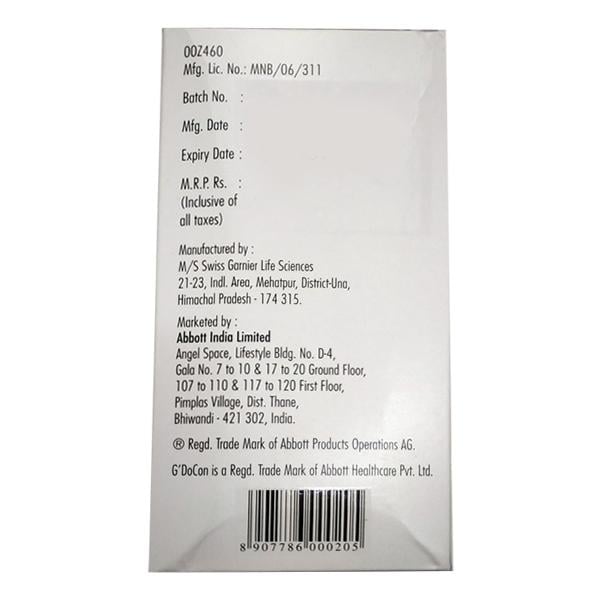 00Z460
Mfg. Lic. No.: MNB/06/311
Batch No. :
Mfg. Date :
Expiry Date :
M.R.P. Rs. :
(Inclusive of
all taxes)
Manufactured by :
M/S Swiss Garnier Life Sciences
21-23, Indl. Area, Mehatpur, District-Una,
Himachal Pradesh - 174 315.
Marketed by :
Abbott India Limited
Angel Space, Lifestyle Bldg. No. D-4,
Gala No. 7 to 10 & 17 to 20 Ground Floor,
107 to 110 & 117 to 120 First Floor,
Pimplas Village, Dist. Thane,
Bhiwandi - 421 302, India.
® Regd. Trade Mark of Abbott Products Operations AG.
G'DoCon is a Regd. Trade Mark of Abbott Healthcare Pvt. Ltd.
8 907786 000205